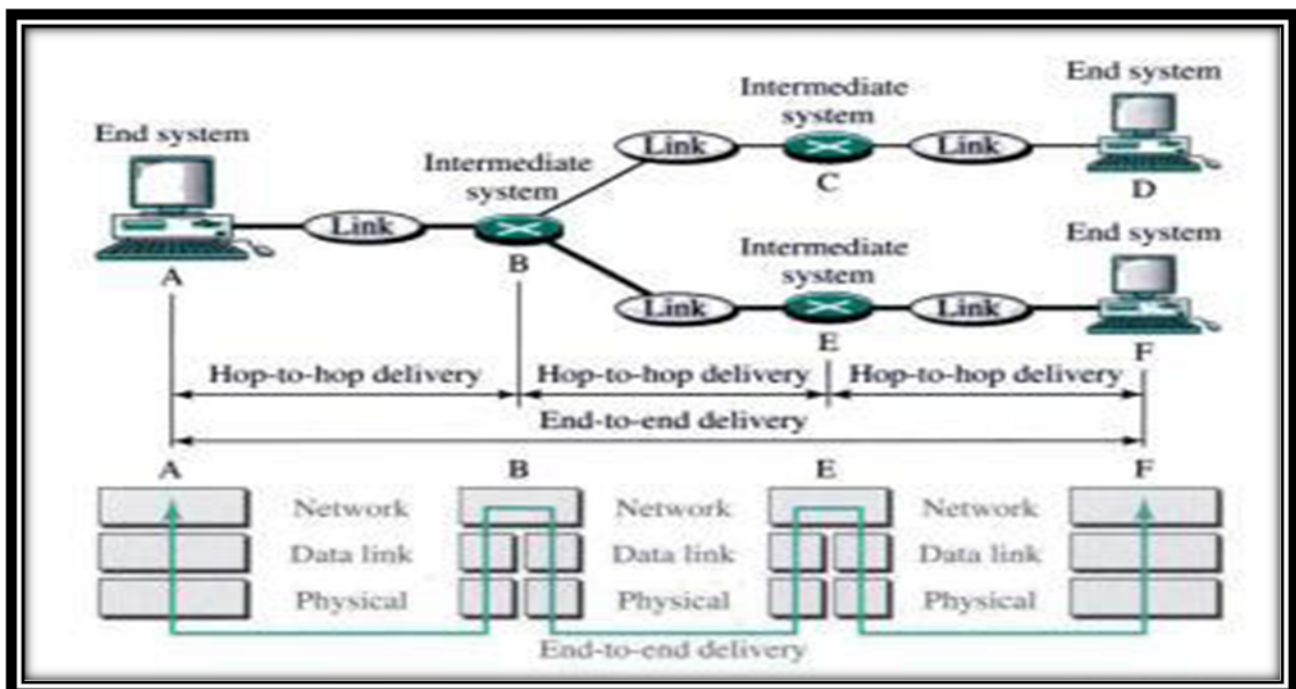 End system
Intermediate
system
End system
Link
Link
C
D
Intermediate
system
Link
A
B
Intermediate
system
End system
Link
Link
E
F
Hop-to-hop delivery
Hop-to-hop delivery
Hop-to-hop delivery
End-to-end delivery
A
B
E
F
Network
Network
Network
Data link
Data link
Data link
Physical
Physical
Physical
End-to-end delivery